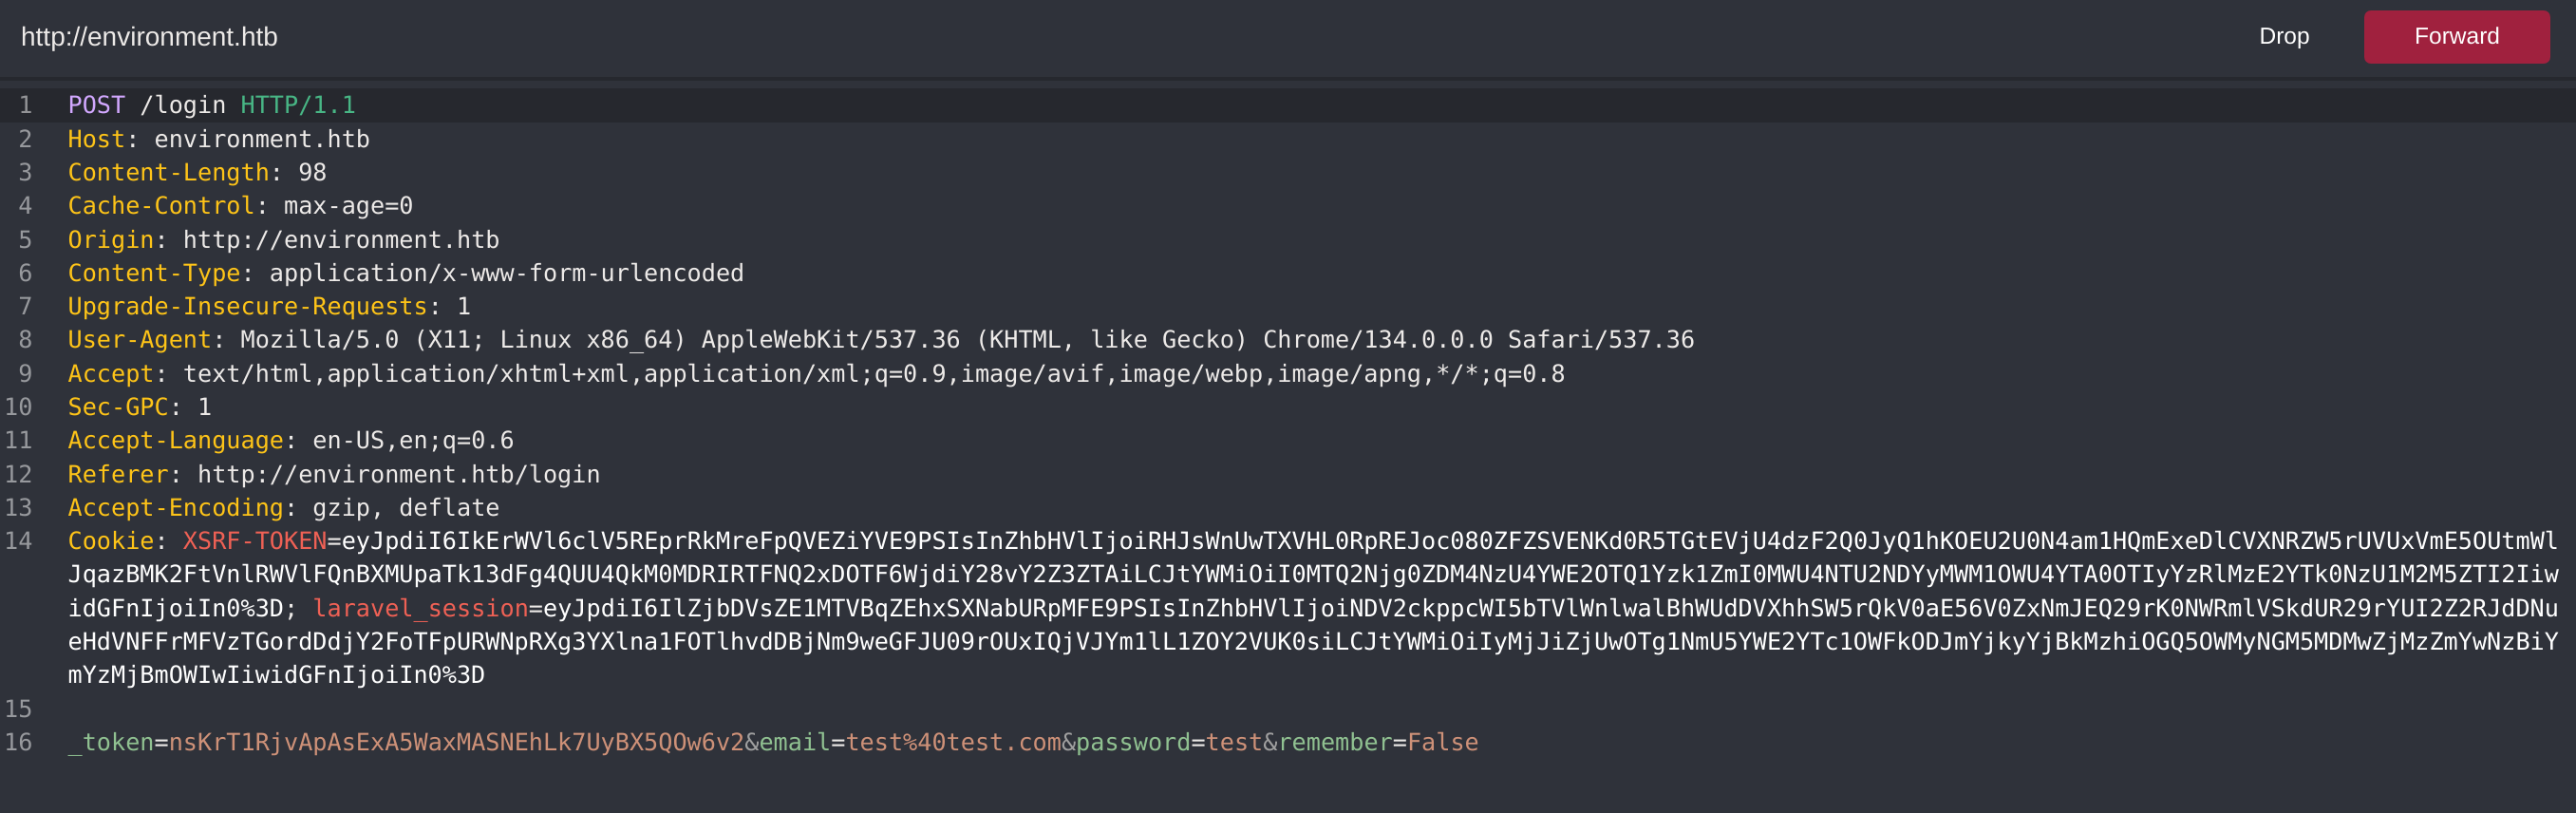 http://environment.htb
Drop
Forward
1 POST /login HTTP/1.1
2 Host: environment.htb
3 Content-Length: 98
4 Cache-Control: max-age=0
5 Origin: http://environment.htb
6 Content-Type: application/x-www-form-urlencoded
7 Upgrade-Insecure-Requests: 1
8 User-Agent: Mozilla/5.0 (X11; Linux x86_64) AppleWebKit/537.36 (KHTML, like Gecko) Chrome/134.0.0.0 Safari/537.36
9 Accept: text/html,application/xhtml+xml,application/xml;q=0.9,image/avif,image/webp,image/apng,*/*;q=0.8
10 Sec-GPC: 1
11 Accept-Language: en-US,en;q=0.6
12 Referer: http://environment.htb/login
13 Accept-Encoding: gzip, deflate
14 Cookie: XSRF-TOKEN=eyJpdiI6IkErWVl6clV5REprRkMreFpQVEZiYVE9PSIsInZhbHVlIjoiRHJsWnUwTXVHL0RpREJoc080ZFZSVENKd0R5TGtEVjU4dzF2Q0JyQ1hKOEU2U0N4am1HQmExeDlCVXNRZW5rUVUxVmE5OUtmWl
JqazBMK2FtVnlRWVlFQnBXMUpaTk13dFg4QUU4QkM0MDRIRTFNQ2xDOTF6WjdiY28vY2Z3ZTAiLCJtYWMiOiI0MTQ2Njg0ZDM4NzU4YWE2OTQ1Yzk1ZmI0MWU4NTU2NDYyMWM1OWU4YTA0OTIyYzRlMzE2YTk0NzU1M2M5ZTI2Iiw
idGFnIjoiIn0%3D; laravel_session=eyJpdiI6IlZjbDVsZE1MTVBqZEhxSXNabURpMFE9PSIsInZhbHVlIjoiNDV2ckppcWI5bTVlWnlwalBhWUdDVXhhSW5rQkV0aE56V0ZxNmJEQ29rK0NWRmlVSkdUR29rYUI2Z2RJdDNu
eHdVNFFrMFVzTGordDdjY2FoTFpURWNpRXg3YXlna1FOTlhvdDBjNm9weGFJU09rOUxIQjVJYm1lL1ZOY2VUK0siLCJtYWMiOiIyMjJiZjUwOTg1NmU5YWE2YTc1OWFkODJmYjkyYjBkMzhiOGQ5OWMyNGM5MDMwZjMzZmYwNzBiY
mYzMjBmOWIwIiwidGFnIjoiIn0%3D
15
16 _token=nsKrT1RjvApAsExA5WaxMASNEhLk7UyBX5QOw6v2&email=test%40test.com&password=test&remember=False